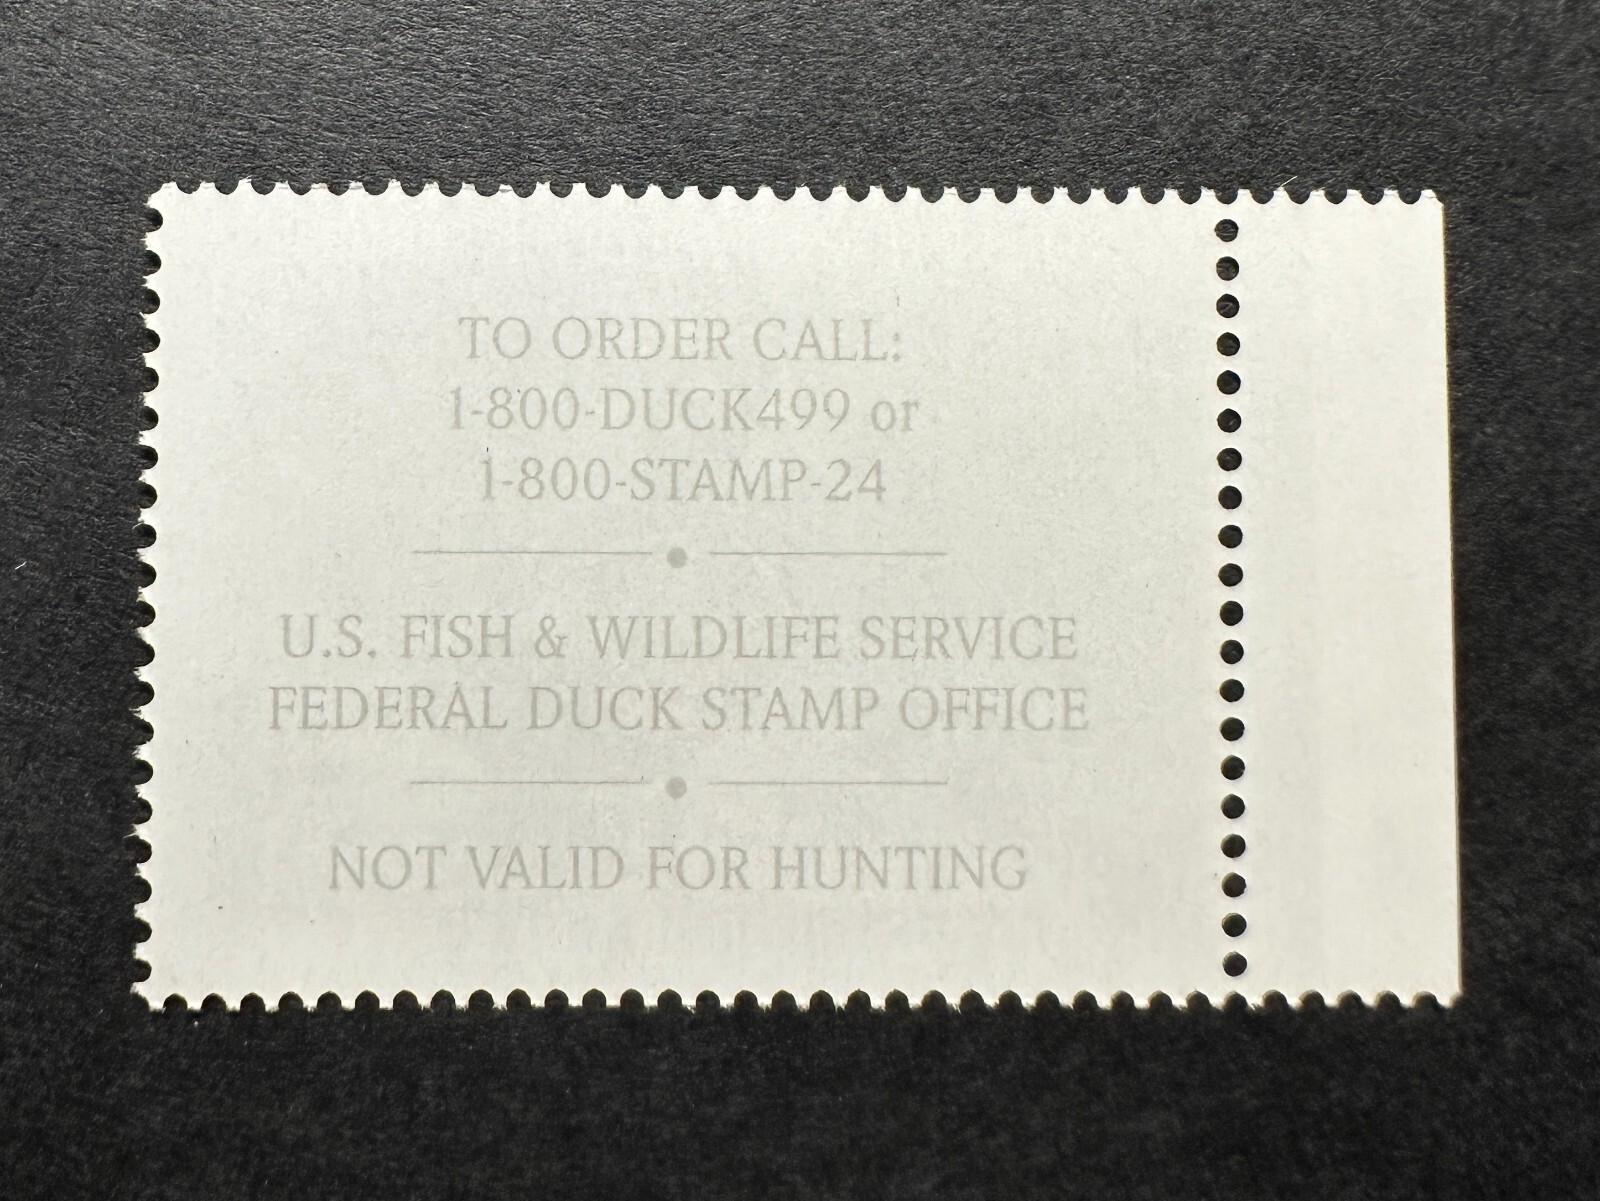 TO ORDER CALL:
1-800-DUCK499 or
1-800-STAMP-24
U.S. FISH & WILDLIFE SERVICE
FEDERAL DUCK STAMP OFFICE
NOT VALID FOR HUNTING